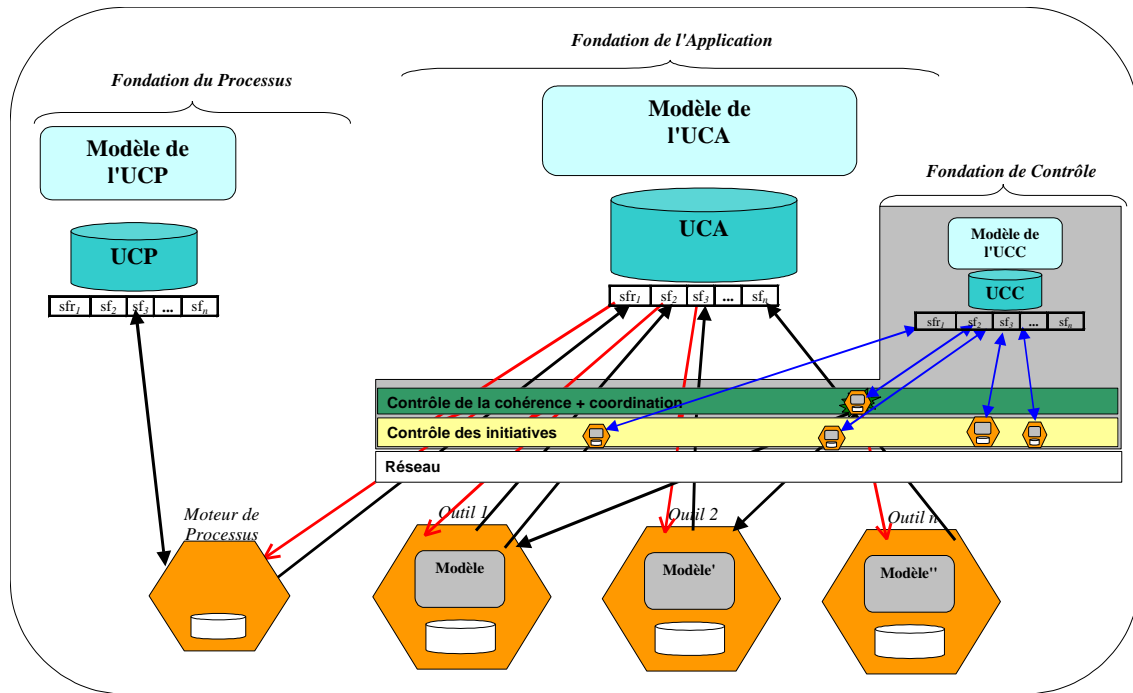 Fondation de l'Application
Fondation du Processus
Modèle de
l'UCP
Modèle de
l'UCA
Fondation de Contrôle
UCP
UCA
Modèle de
l'UCC
UCC
sfr1 sf2 sf3 ... sfn
sfr1 sf2 sf3 ... sfn
sfr1 sf2 sf3 ... sfn
Contrôle de la cohérence + coordination
Contrôle des initiatives
Réseau
Moteur de
Processus
Outil 1
Outil 2
Outil n
Modèle
Modèle'
Modèle''